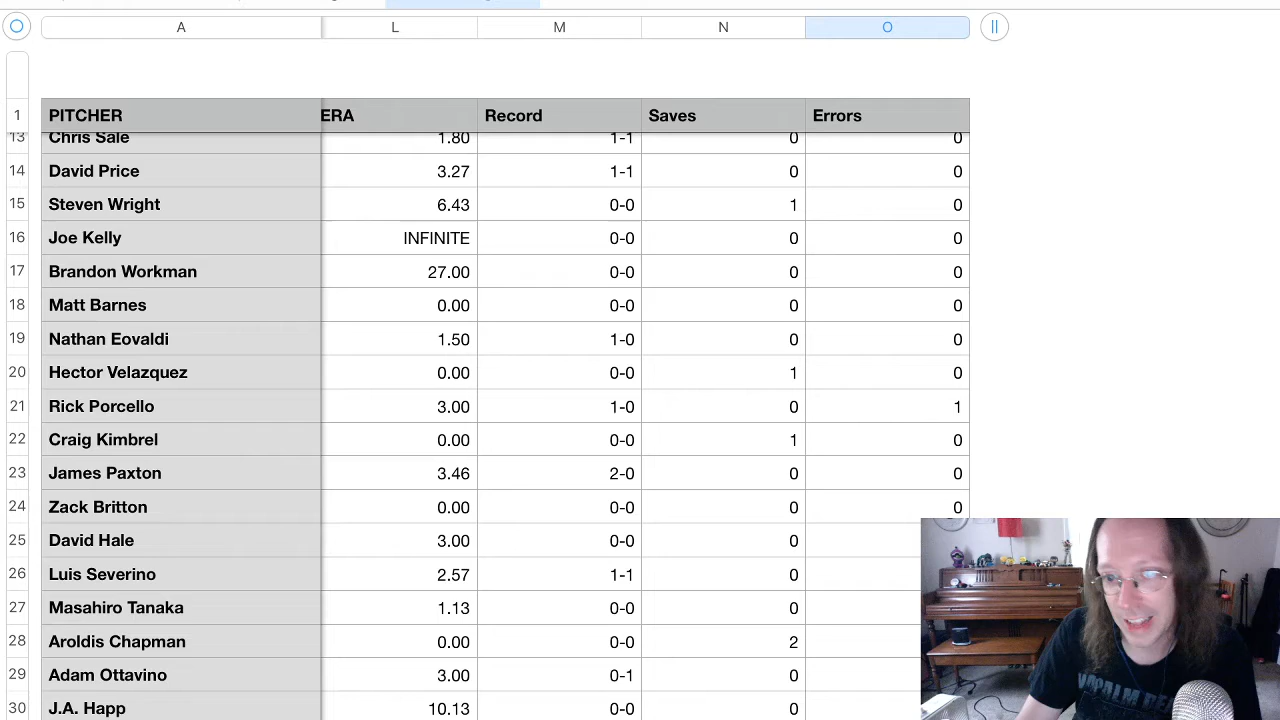 A L M N O
1 PITCHER ERA Record Saves Errors
13 Chris Sale 1.80 1-1 0 0
14 David Price 3.27 1-1 0 0
15 Steven Wright 6.43 0-0 1 0
16 Joe Kelly INFINITE 0-0 0 0
17 Brandon Workman 27.00 0-0 0 0
18 Matt Barnes 0.00 0-0 0 0
19 Nathan Eovaldi 1.50 1-0 0 0
20 Hector Velazquez 0.00 0-0 1 0
21 Rick Porcello 3.00 1-0 0 1
22 Craig Kimbrel 0.00 0-0 1 0
23 James Paxton 3.46 2-0 0 0
24 Zack Britton 0.00 0-0 0 0
25 David Hale 3.00 0-0 0
26 Luis Severino 2.57 1-1 0
27 Masahiro Tanaka 1.13 0-0 0
28 Aroldis Chapman 0.00 0-0 2
29 Adam Ottavino 3.00 0-1 0
30 J.A. Happ 10.13 0-0 0